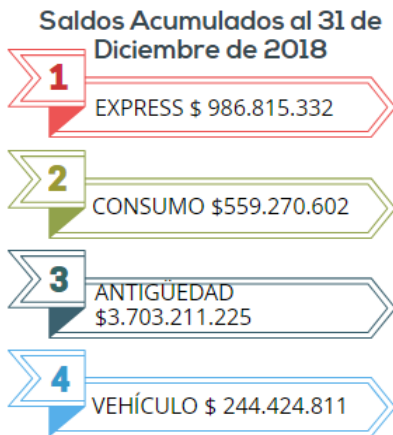 Saldos Acumulados al 31 de
Diciembre de 2018
1
EXPRESS $ 986.815.332
2
CONSUMO $559.270.602
3
ANTIGÜEDAD
$3.703.211.225
4
VEHÍCULO $ 244.424.811